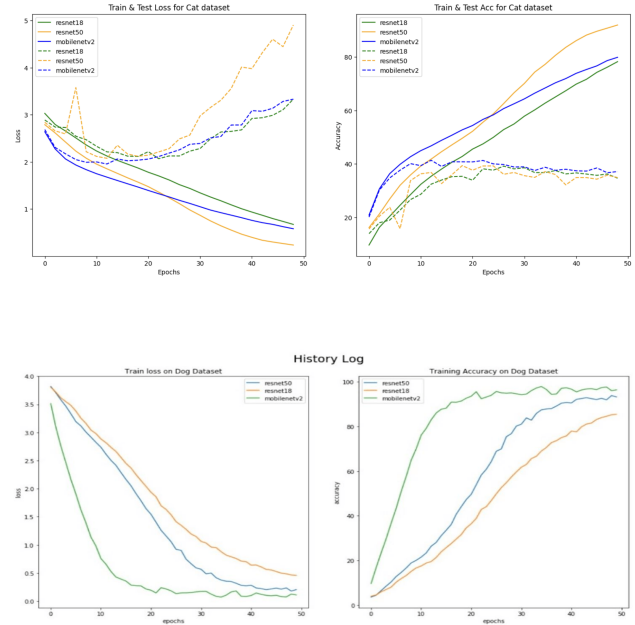 Train & Test Loss for Cat dataset
resnet18
resnet50
mobilenetv2
resnet18
resnet50
mobilenetv2
5
4
3
2
1
Loss
0 10 20 30 40 50
Epochs
Train & Test Acc for Cat dataset
resnet18
resnet50
mobilenetv2
resnet18
resnet50
mobilenetv2
80
60
40
20
Accuracy
0 10 20 30 40 50
Epochs
History Log
Train loss on Dog Dataset
resnet50
resnet18
mobilenetv2
4.0
3.5
3.0
2.5
2.0
1.5
1.0
0.5
0.0
loss
0 10 20 30 40 50
epochs
Training Accuracy on Dog Dataset
resnet50
resnet18
mobilenetv2
100
80
60
40
20
0
accuracy
0 10 20 30 40 50
epochs